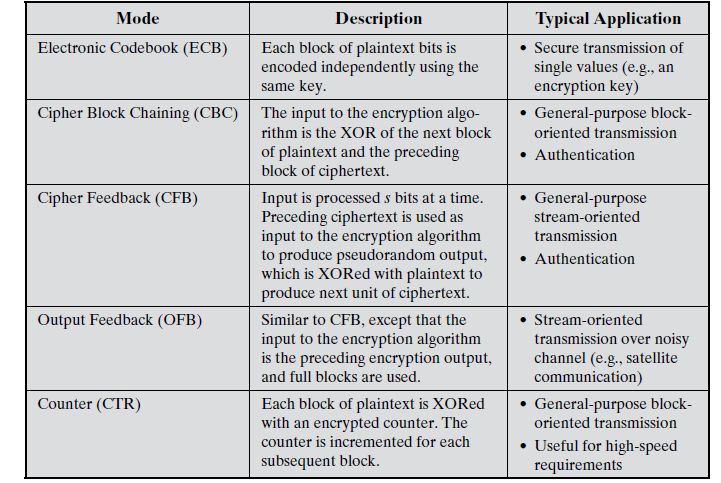 Mode Description Typical Application
Electronic Codebook (ECB)
Each block of plaintext bits is
encoded independently using the
same key.
• Secure transmission of
single values (e.g., an
encryption key)
Cipher Block Chaining (CBC)
The input to the encryption algo-
rithm is the XOR of the next block
of plaintext and the preceding
block of ciphertext.
• General-purpose block-
oriented transmission
• Authentication
Cipher Feedback (CFB)
Input is processed s bits at a time.
Preceding ciphertext is used as
input to the encryption algorithm
to produce pseudorandom output,
which is XORed with plaintext to
produce next unit of ciphertext.
• General-purpose
stream-oriented
transmission
• Authentication
Output Feedback (OFB)
Similar to CFB, except that the
input to the encryption algorithm
is the preceding encryption output,
and full blocks are used.
• Stream-oriented
transmission over noisy
channel (e.g., satellite
communication)
Counter (CTR)
Each block of plaintext is XORed
with an encrypted counter. The
counter is incremented for each
subsequent block.
• General-purpose block-
oriented transmission
• Useful for high-speed
requirements